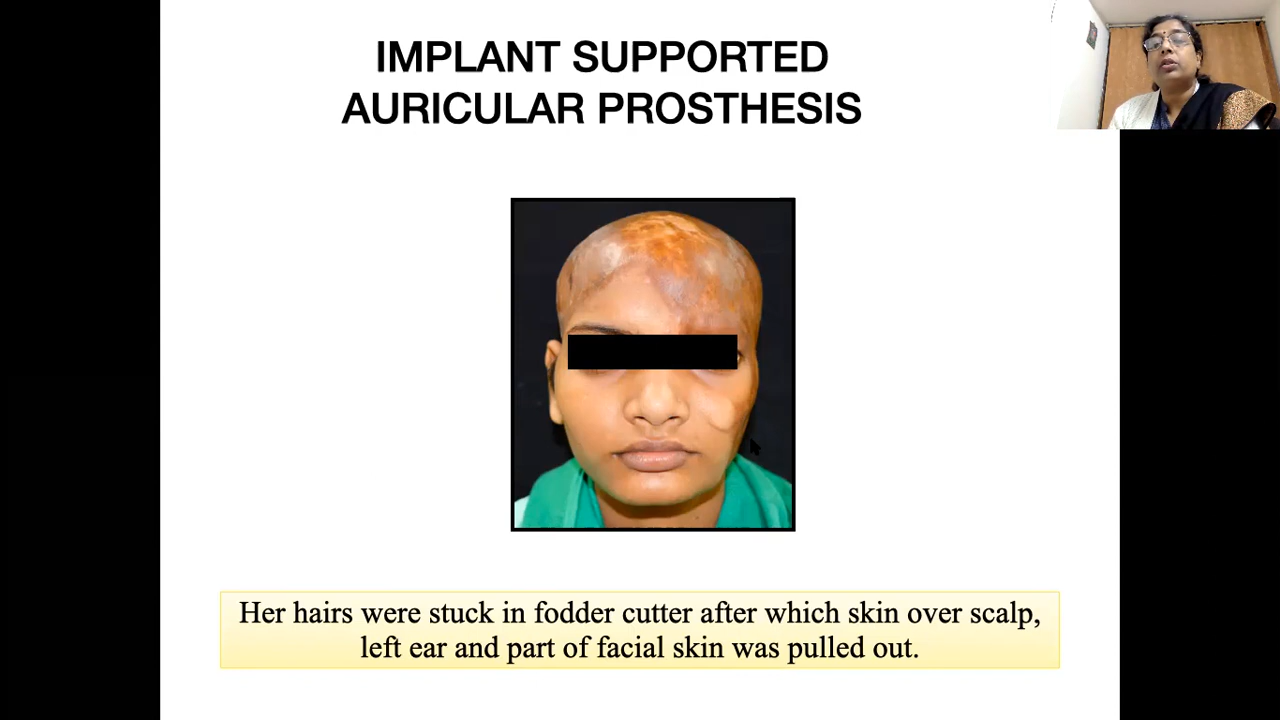 IMPLANT SUPPORTED
AURICULAR PROSTHESIS
Her hairs were stuck in fodder cutter after which skin over scalp,
left ear and part of facial skin was pulled out.